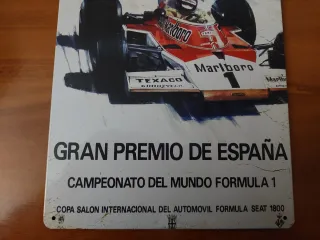 Marlboro
TEXACO
Marlboro
1
GRAN PREMIO DE ESPAÑA
CAMPEONATO DEL MUNDO FORMULA 1
COPA SALON INTERNACIONAL DEL AUTOMOVIL FORMULA SEAT 1800